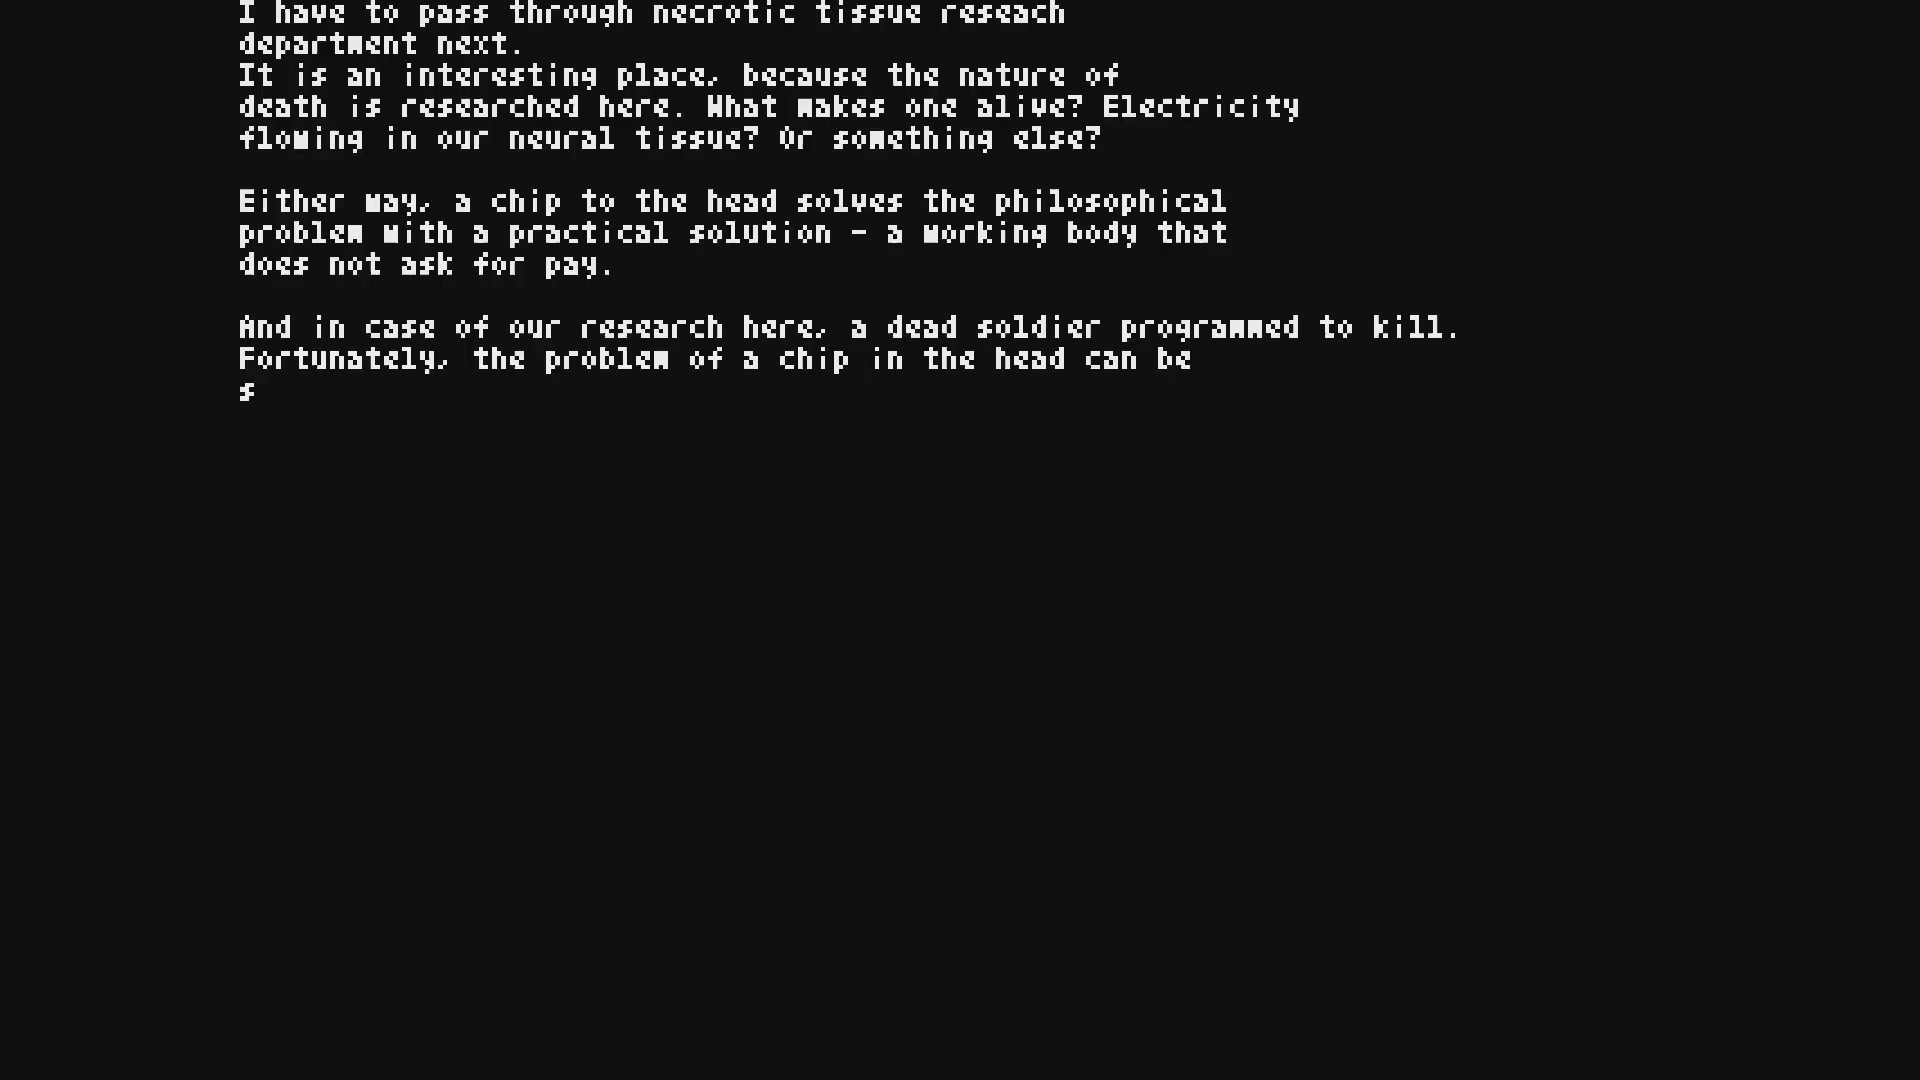 I have to pass through necrotic tissue reseach
department next.
It is an interesting place, because the nature of
death is researched here. What makes one alive? Electricity
flowing in our neural tissue? Or something else?
Either way, a chip to the head solves the philosophical
problem with a practical solution - a working body that
does not ask for pay.
And in case of our research here, a dead soldier programmed to kill.
Fortunately, the problem of a chip in the head can be
s